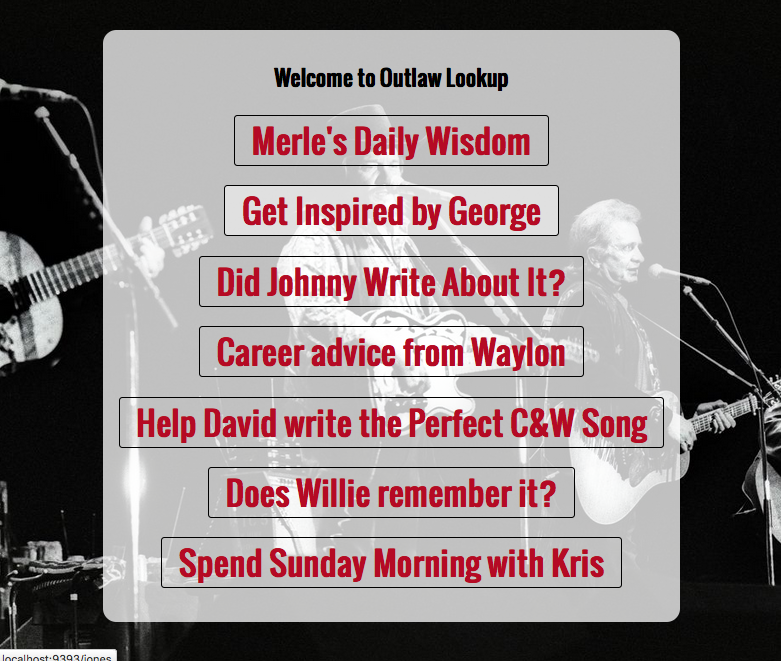 Welcome to Outlaw Lookup
Merle's Daily Wisdom
Get Inspired by George
Did Johnny Write About It?
Career advice from Waylon
Help David write the Perfect C&W Song
Does Willie remember it?
Spend Sunday Morning with Kris
localhost:9393/jones